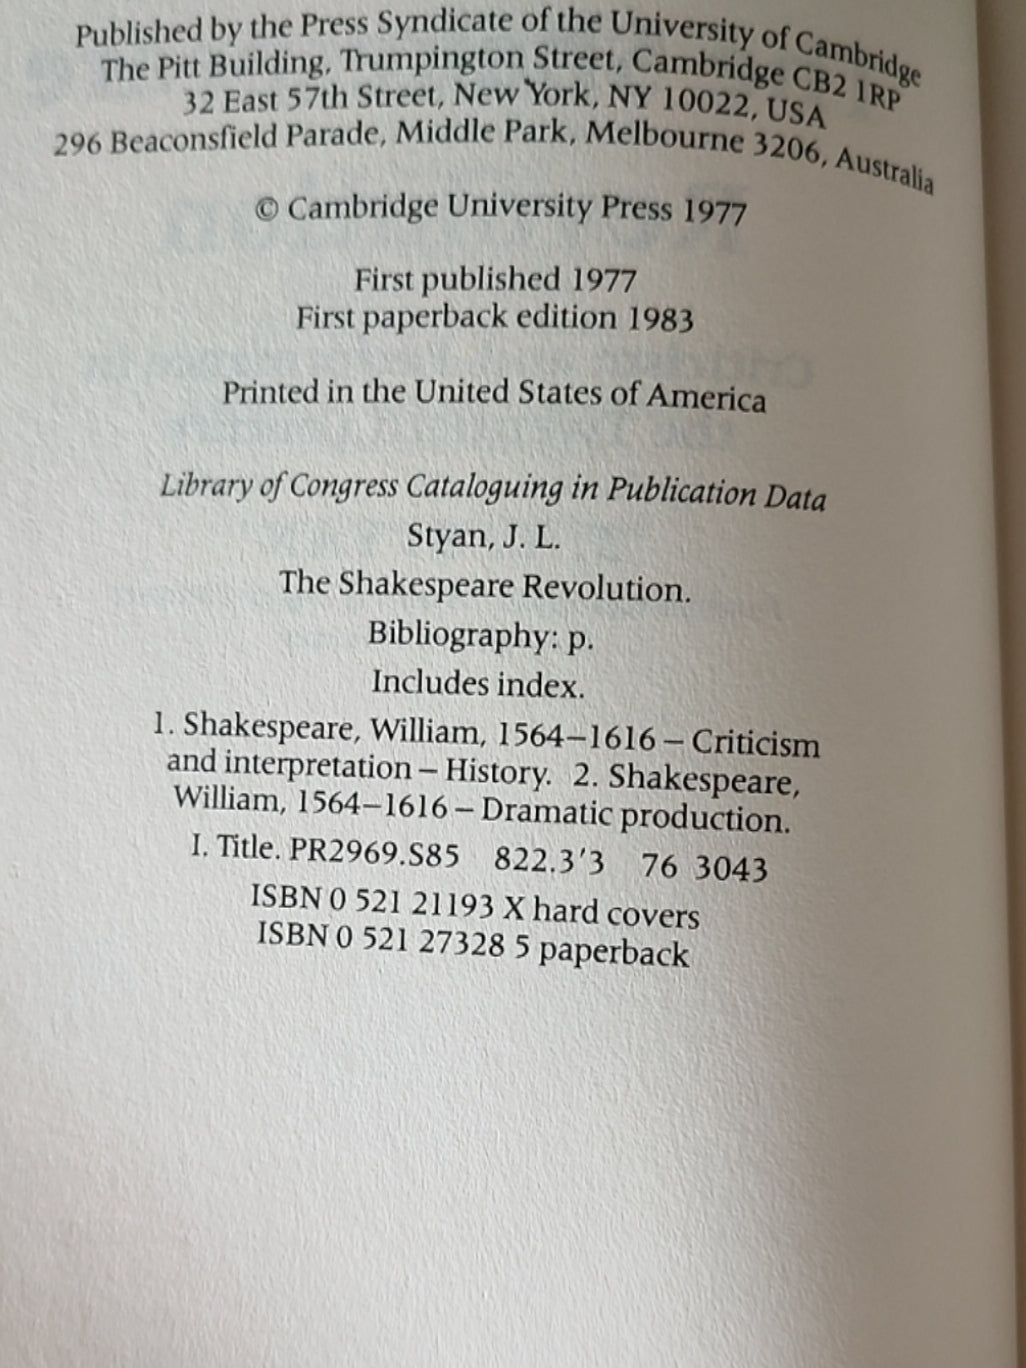 Published by the Press Syndicate of the University of Cambridge
The Pitt Building, Trumpington Street, Cambridge CB2 1RP
32 East 57th Street, New York, NY 10022, USA
296 Beaconsfield Parade, Middle Park, Melbourne 3206, Australia
© Cambridge University Press 1977
First published 1977
First paperback edition 1983
Printed in the United States of America
Library of Congress Cataloguing in Publication Data
Styan, J. L.
The Shakespeare Revolution.
Bibliography: p.
Includes index.
1. Shakespeare, William, 1564–1616 – Criticism
and interpretation – History. 2. Shakespeare,
William, 1564–1616 – Dramatic production.
I. Title. PR2969.S85 822.3'3 76 3043
ISBN 0 521 21193 X hard covers
ISBN 0 521 27328 5 paperback